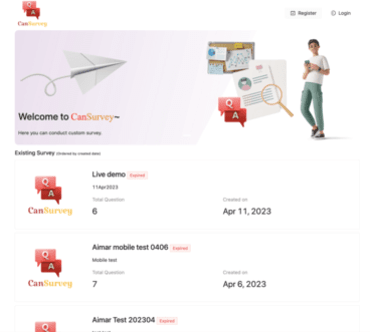 Q
A
CanSurvey
Register
Login
Welcome to CanSurvey~
Here you can conduct custom survey.
Q
A
Existing Survey (Ordered by created date)
Q
A
CanSurvey
Live demo Expired
11Apr2023
Total Question
6
Created on
Apr 11, 2023
Q
A
CanSurvey
Aimar mobile test 0406 Expired
Mobile test
Total Question
7
Created on
Apr 6, 2023
Q
A
CanSurvey
Aimar Test 202304 Expired